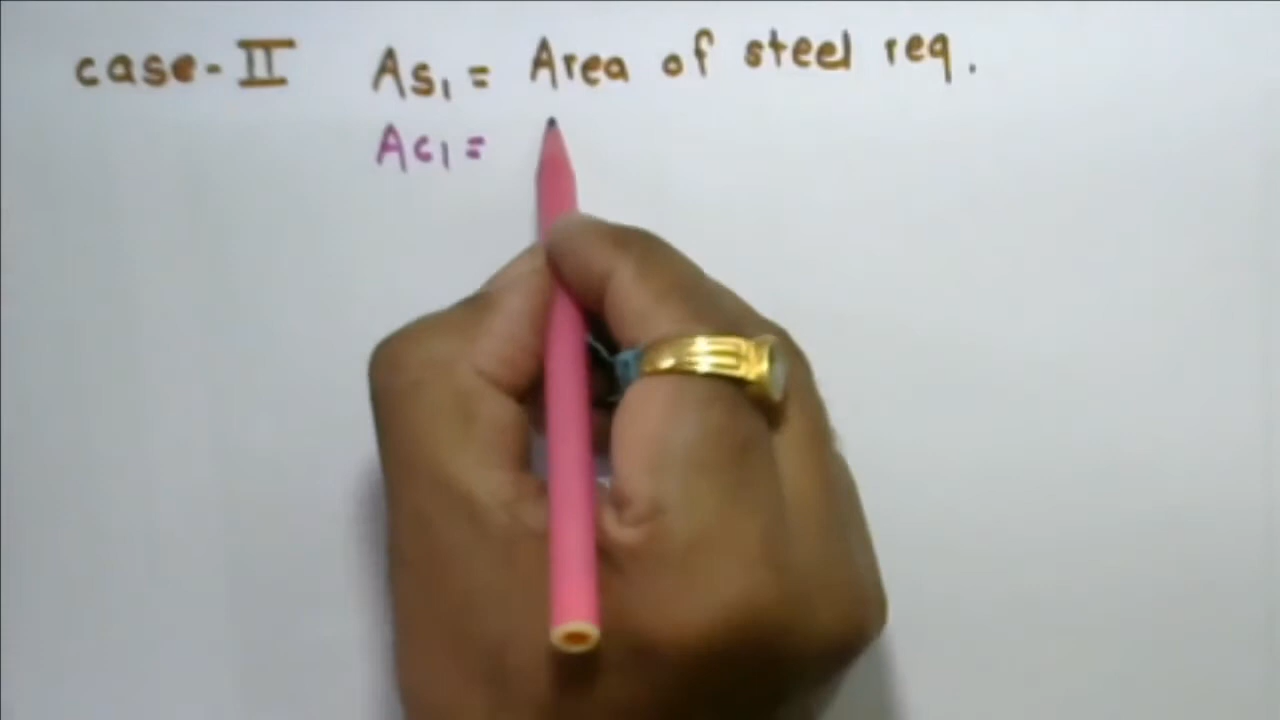 case-II As₁ = Area of steel req.
Ac₁ =